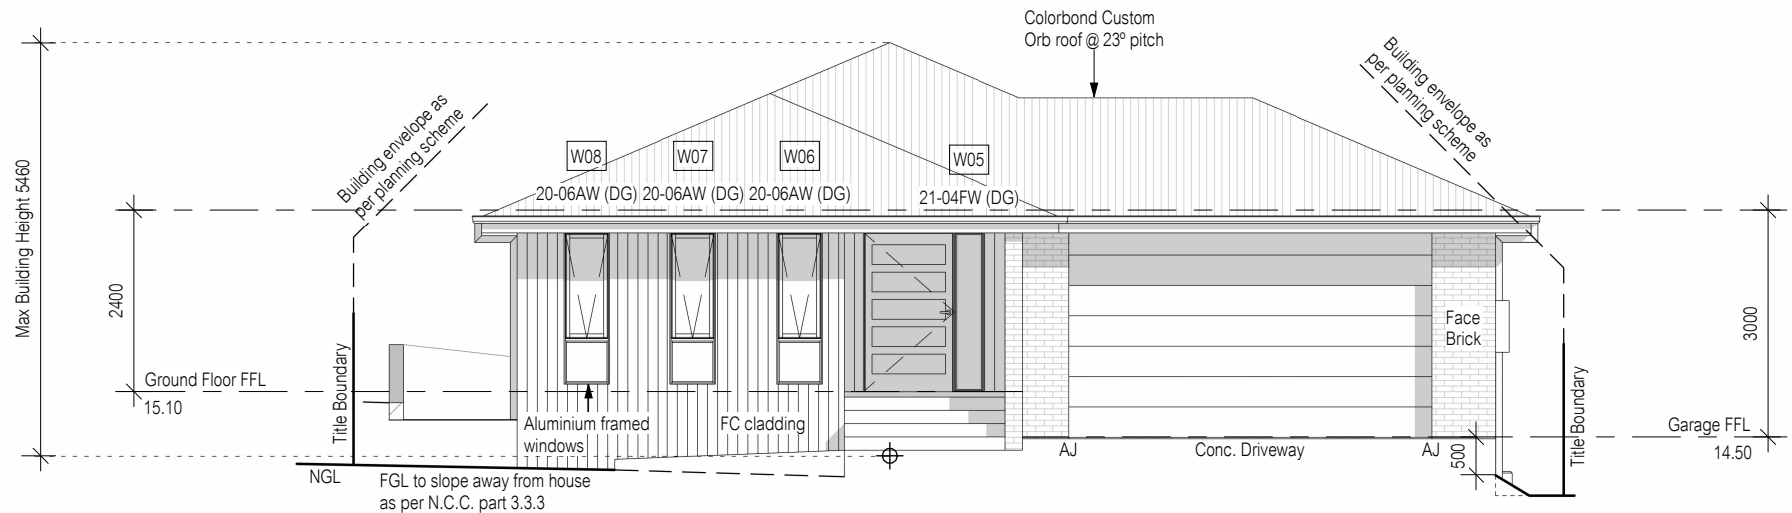 Colorbond Custom
Orb roof @ 23º pitch
Building envelope as
per planning scheme
Building envelope as
per planning scheme
W08
W07
W06
W05
20-06AW (DG)
20-06AW (DG)
20-06AW (DG)
21-04FW (DG)
Max Building Height 5460
2400
3000
Face
Brick
Ground Floor FFL
15.10
Title Boundary
Title Boundary
Aluminium framed
windows
FC cladding
Garage FFL
14.50
AJ
Conc. Driveway
AJ
500
NGL
FGL to slope away from house
as per N.C.C. part 3.3.3